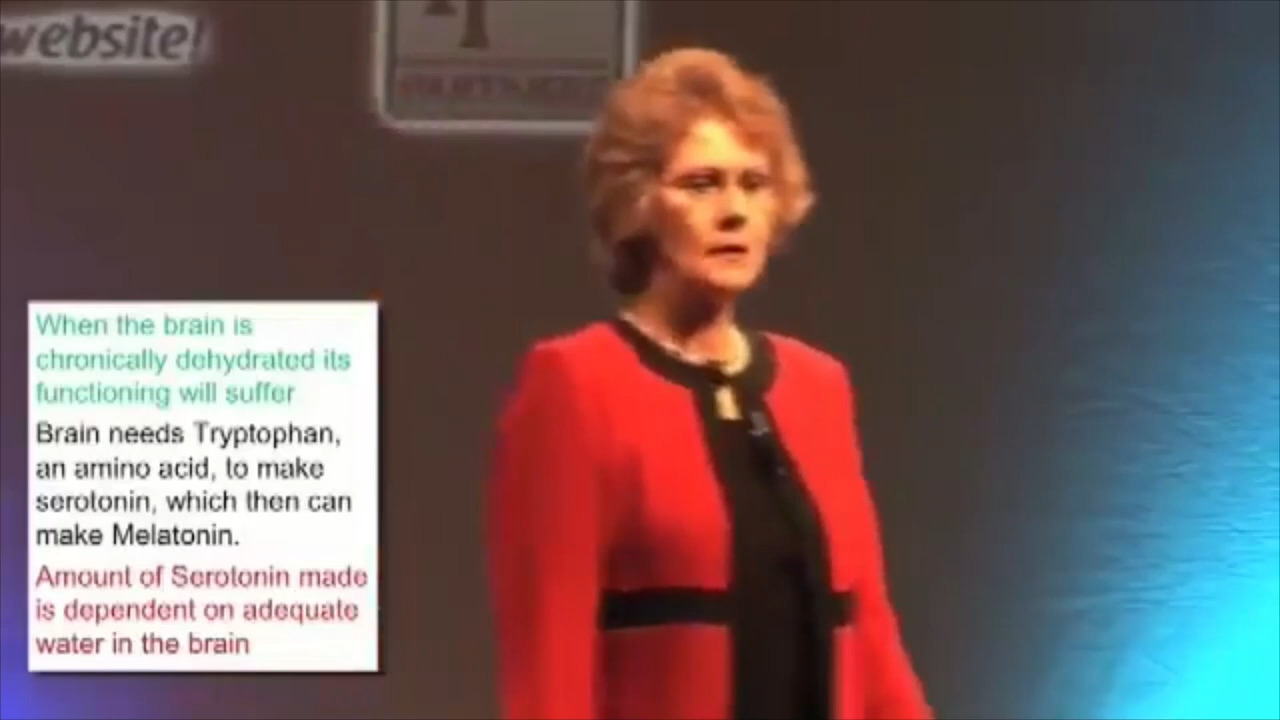 website!
When the brain is
chronically dehydrated its
functioning will suffer
Brain needs Tryptophan,
an amino acid, to make
serotonin, which then can
make Melatonin.
Amount of Serotonin made
is dependent on adequate
water in the brain